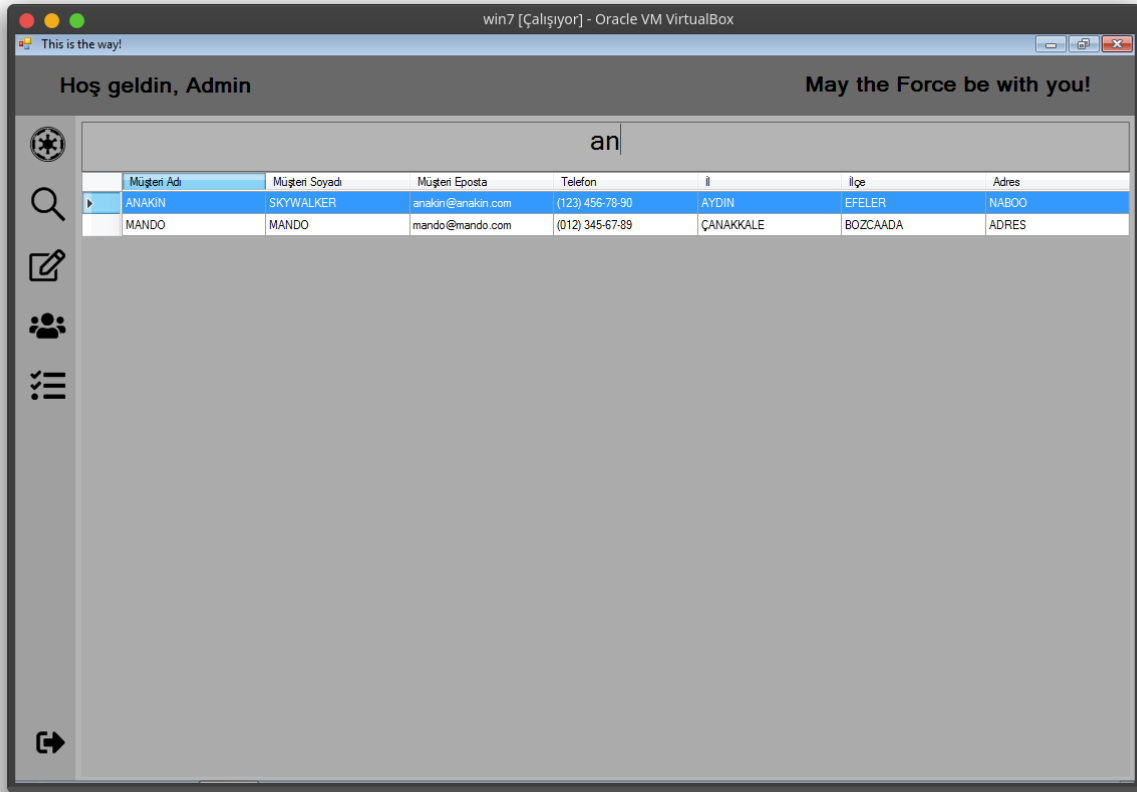 win7 [Çalışıyor] - Oracle VM VirtualBox
This is the way!
Hoş geldin, Admin May the Force be with you!
an
Müşteri Adı Müşteri Soyadı Müşteri Eposta Telefon İl İlçe Adres
ANAKİN SKYWALKER anakin@anakin.com (123) 456-78-90 AYDIN EFELER NABOO
MANDO MANDO mando@mando.com (012) 345-67-89 ÇANAKKALE BOZCAADA ADRES